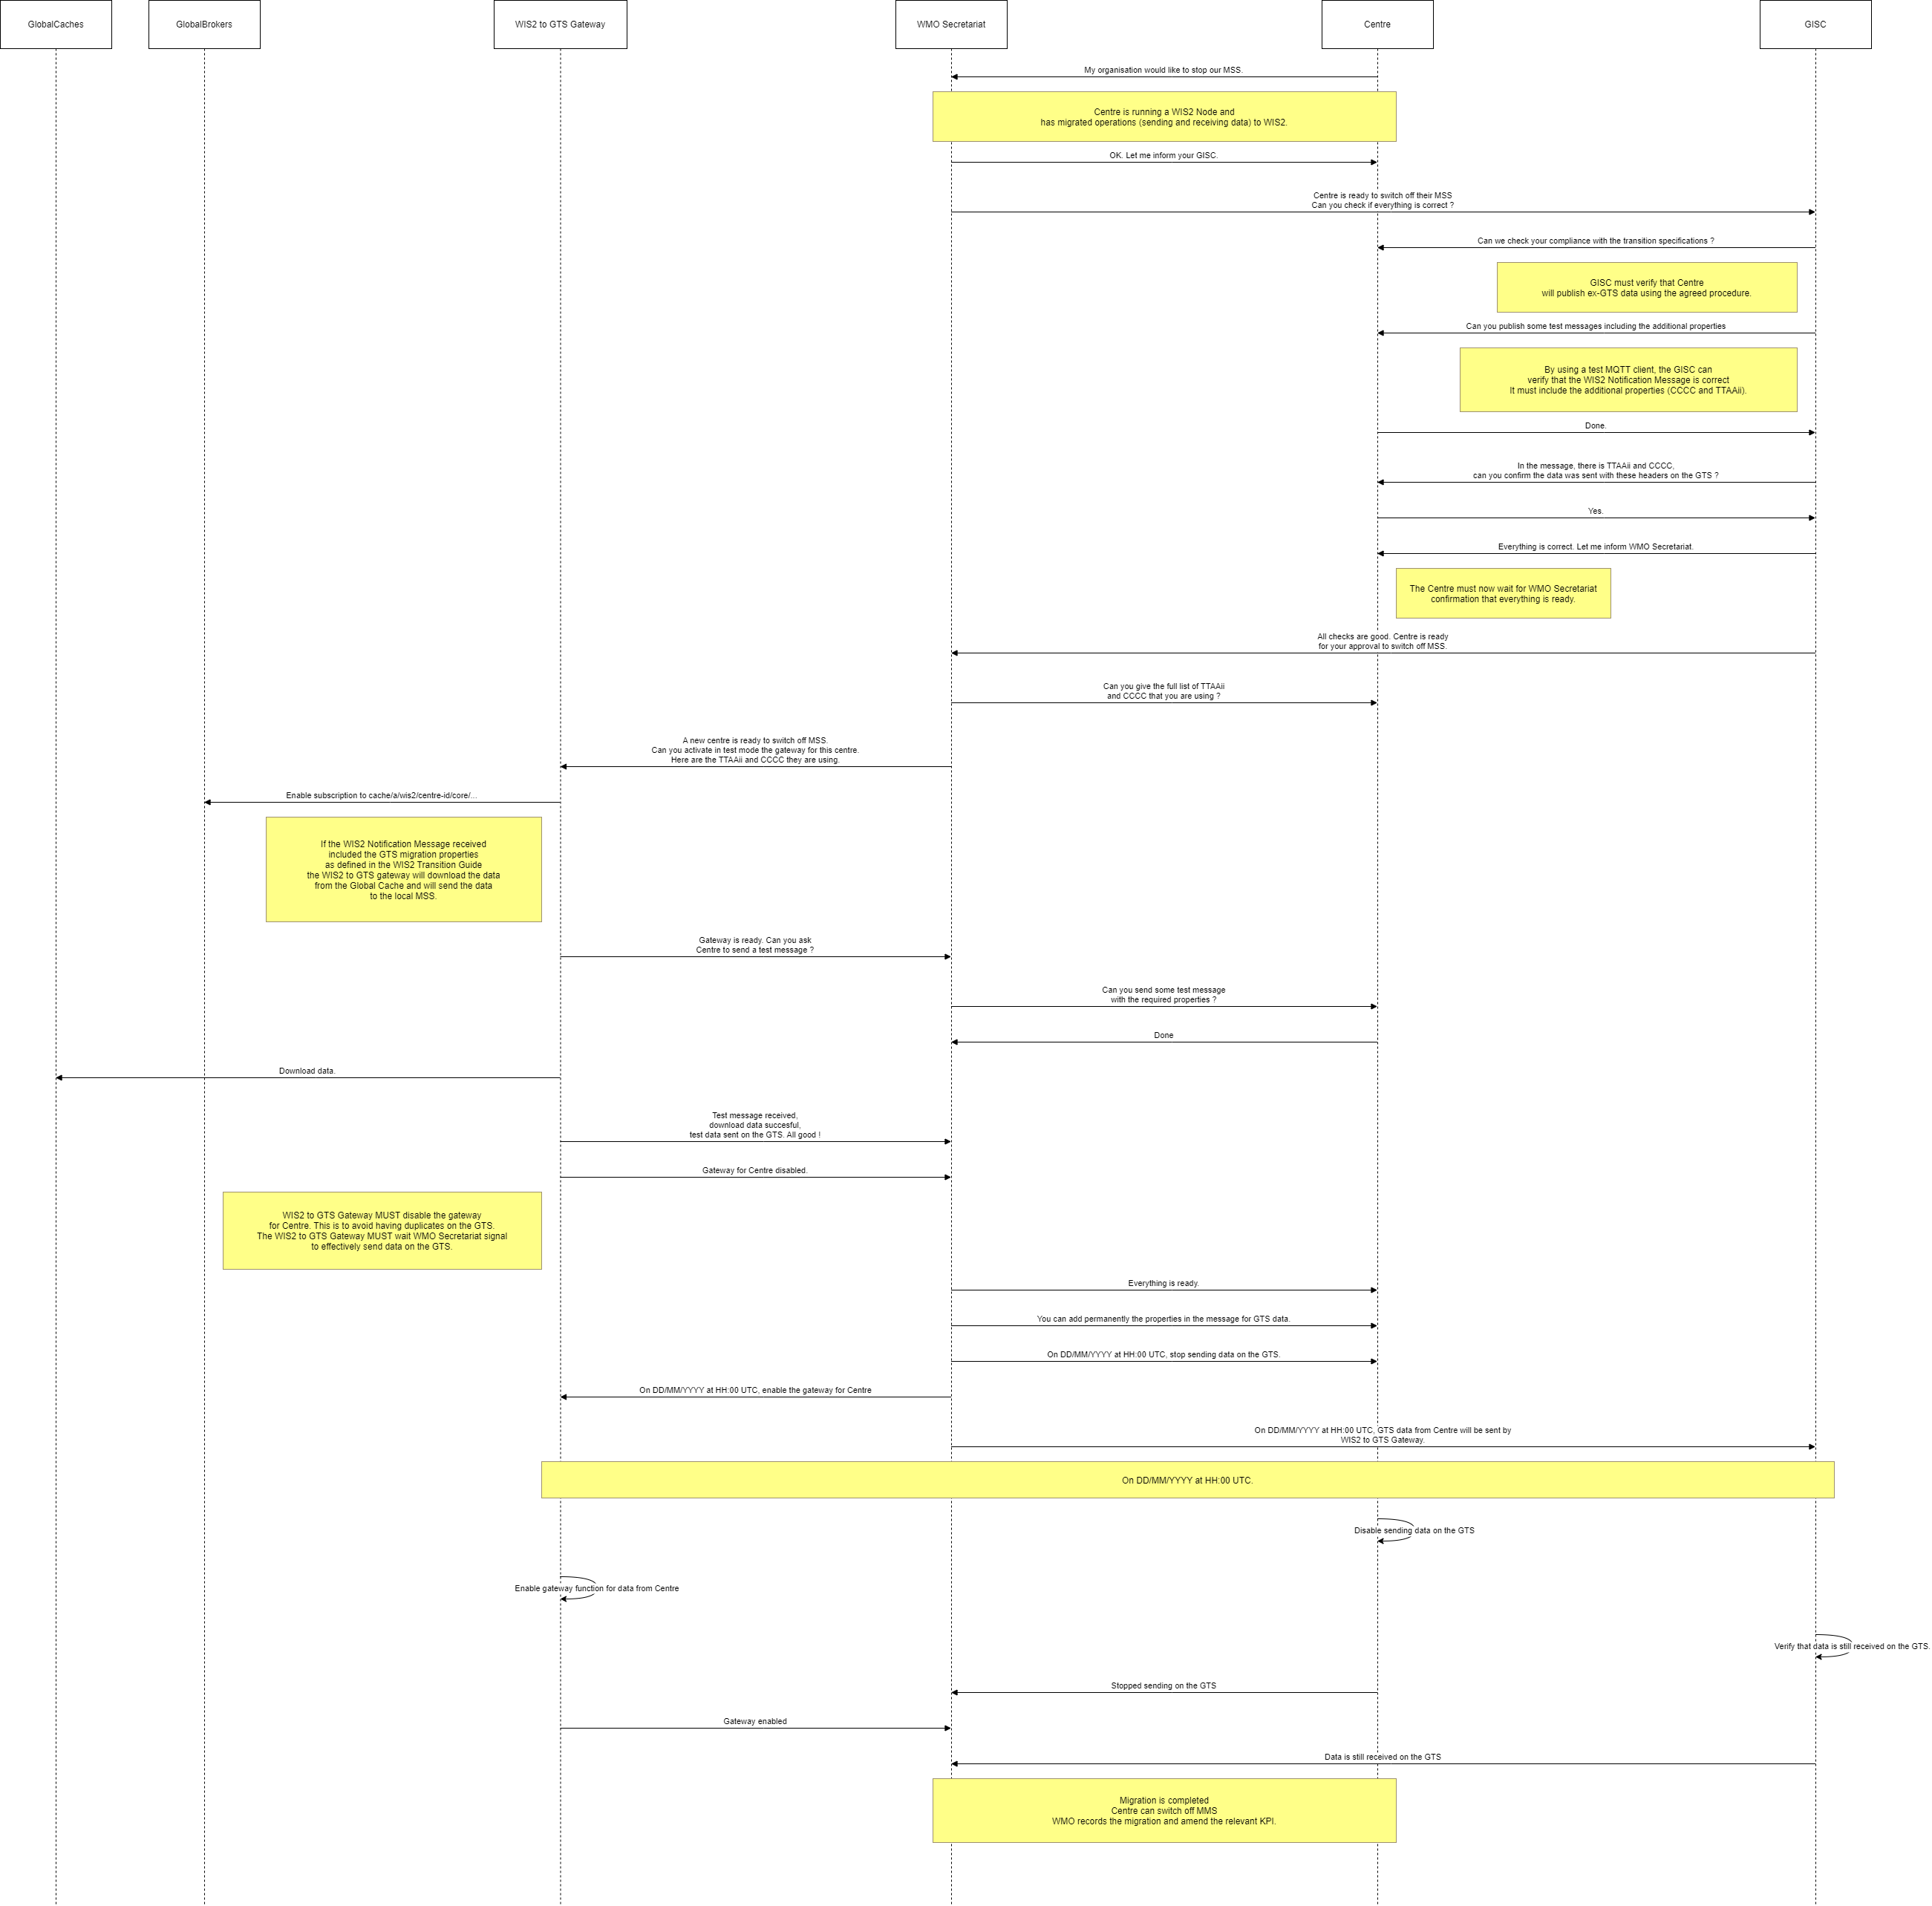 GlobalCaches
GlobalBrokers
WIS2 to GTS Gateway
WMO Secretariat
Centre
GISC
My organisation would like to stop our MSS.
Centre is running a WIS2 Node and
has migrated operations (sending and receiving data) to WIS2.
OK. Let me inform your GISC.
Centre is ready to switch off their MSS
Can you check if everything is correct ?
Can we check your compliance with the transition specifications ?
GISC must verify that Centre
will publish ex-GTS data using the agreed procedure.
Can you publish some test messages including the additional properties
By using a test MQTT client, the GISC can
verify that the WIS2 Notification Message is correct
It must include the additional properties (CCCC and TTAAii).
Done.
In the message, there is TTAAii and CCCC,
can you confirm the data was sent with these headers on the GTS ?
Yes.
Everything is correct. Let me inform WMO Secretariat.
The Centre must now wait for WMO Secretariat
confirmation that everything is ready.
All checks are good. Centre is ready
for your approval to switch off MSS.
Can you give the full list of TTAAii
and CCCC that you are using ?
A new centre is ready to switch off MSS.
Can you activate in test mode the gateway for this centre.
Here are the TTAAii and CCCC they are using.
Enable subscription to cache/a/wis2/centre-id/core/...
If the WIS2 Notification Message received
included the GTS migration properties
as defined in the WIS2 Transition Guide
the WIS2 to GTS gateway will download the data
from the Global Cache and will send the data
to the local MSS.
Gateway is ready. Can you ask
Centre to send a test message ?
Can you send some test message
with the required properties ?
Done
Download data.
Test message received,
download data succesful,
test data sent on the GTS. All good !
Gateway for Centre disabled.
WIS2 to GTS Gateway MUST disable the gateway
for Centre. This is to avoid having duplicates on the GTS.
The WIS2 to GTS Gateway MUST wait WMO Secretariat signal
to effectively send data on the GTS.
Everything is ready.
You can add permanently the properties in the message for GTS data.
On DD/MM/YYYY at HH:00 UTC, stop sending data on the GTS.
On DD/MM/YYYY at HH:00 UTC, enable the gateway for Centre
On DD/MM/YYYY at HH:00 UTC, GTS data from Centre will be sent by
WIS2 to GTS Gateway.
On DD/MM/YYYY at HH:00 UTC.
Disable sending data on the GTS
Enable gateway function for data from Centre
Verify that data is still received on the GTS.
Stopped sending on the GTS
Gateway enabled
Data is still received on the GTS
Migration is completed
Centre can switch off MMS
WMO records the migration and amend the relevant KPI.